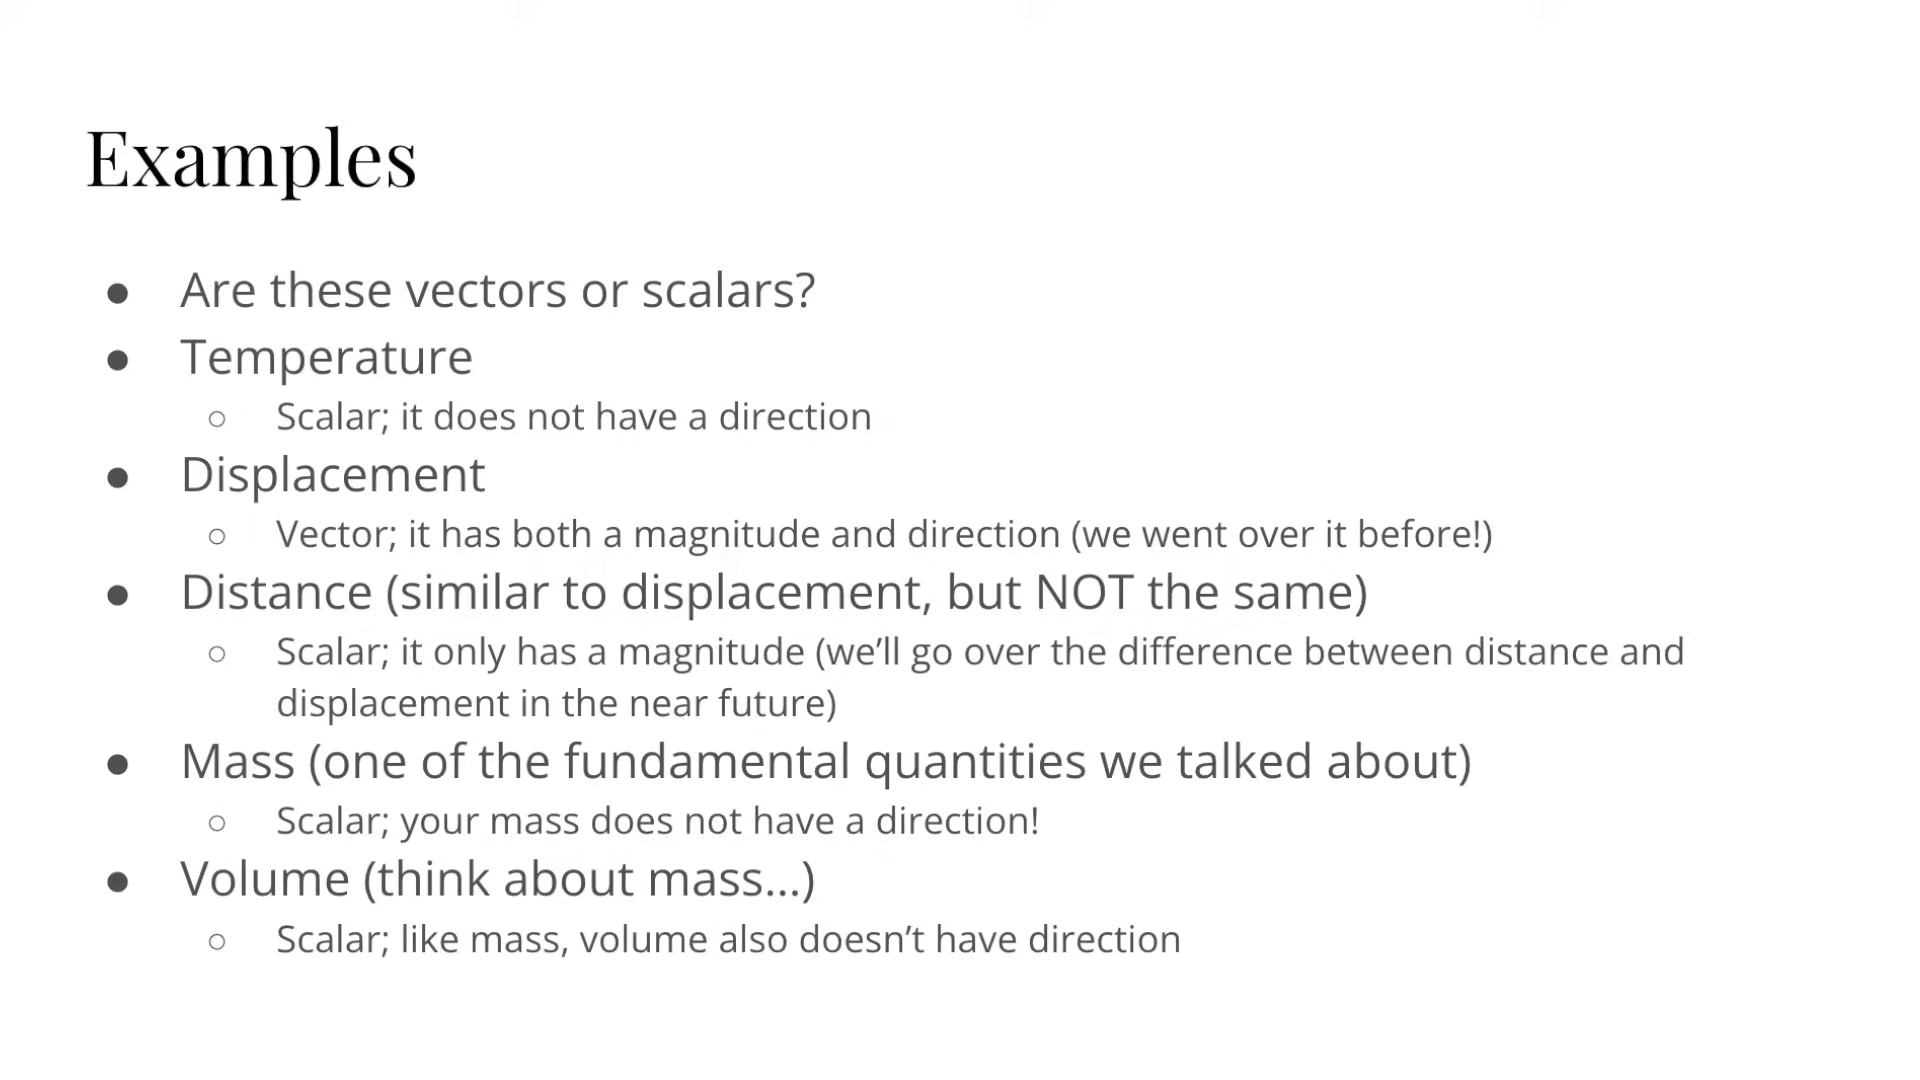 Examples
● Are these vectors or scalars?
● Temperature
○ Scalar; it does not have a direction
● Displacement
○ Vector; it has both a magnitude and direction (we went over it before!)
● Distance (similar to displacement, but NOT the same)
○ Scalar; it only has a magnitude (we’ll go over the difference between distance and
displacement in the near future)
● Mass (one of the fundamental quantities we talked about)
○ Scalar; your mass does not have a direction!
● Volume (think about mass...)
○ Scalar; like mass, volume also doesn’t have direction